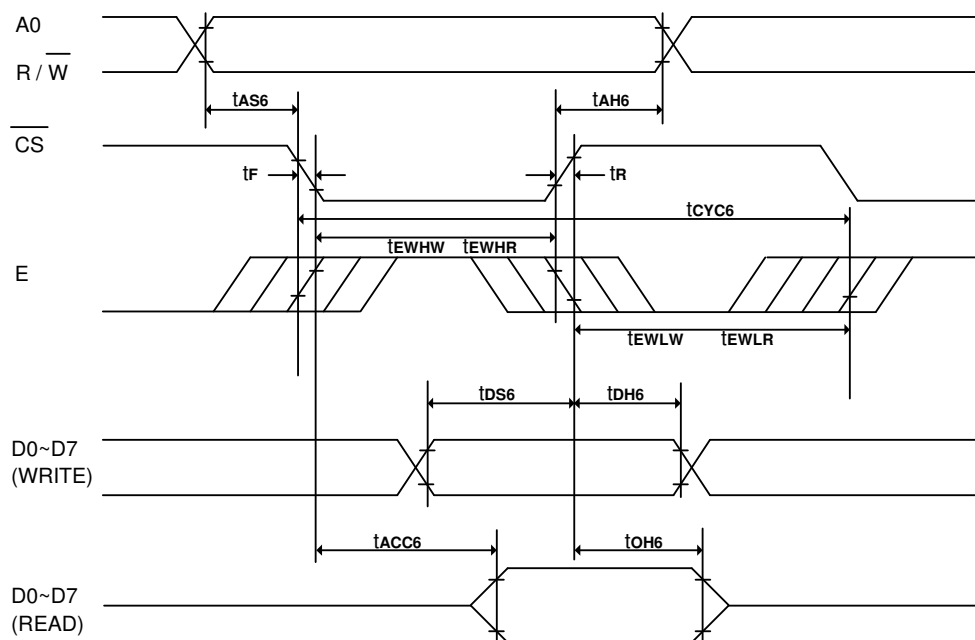 A0
R / W
tAS6 tAH6
CS
tF tR
tCYC6
tEWHW tEWHR
E
tEWLW tEWLR
tDS6 tDH6
D0~D7
(WRITE)
tACC6 tOH6
D0~D7
(READ)